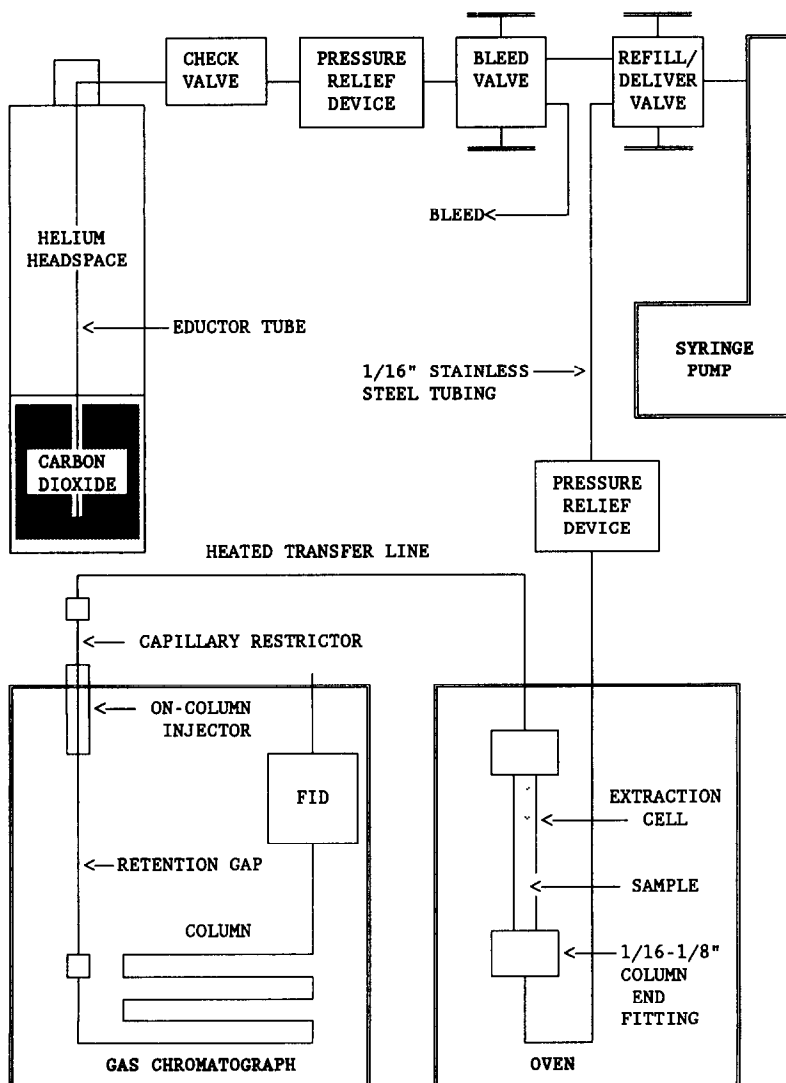 CHECK
VALVE
PRESSURE
RELIEF
DEVICE
BLEED
VALVE
REFILL/
DELIVER
VALVE
BLEED
HELIUM
HEADSPACE
EDUCTOR TUBE
1/16" STAINLESS
STEEL TUBING
SYRINGE
PUMP
CARBON
DIOXIDE
PRESSURE
RELIEF
DEVICE
HEATED TRANSFER LINE
CAPILLARY RESTRICTOR
ON-COLUMN
INJECTOR
FID
EXTRACTION
CELL
RETENTION GAP
SAMPLE
COLUMN
1/16-1/8"
COLUMN
END
FITTING
GAS CHROMATOGRAPH
OVEN